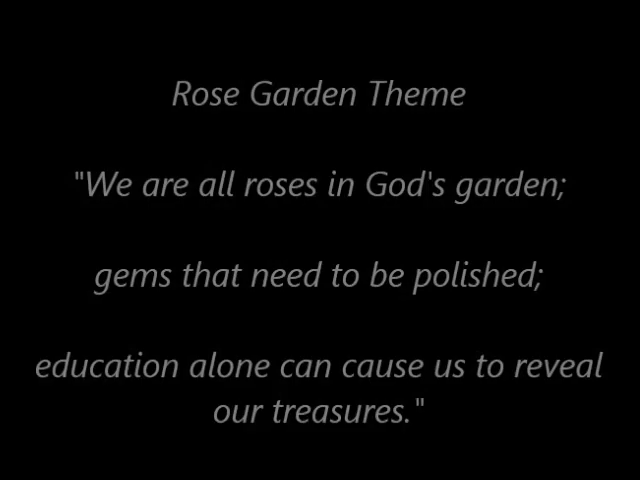 Rose Garden Theme
"We are all roses in God's garden;
gems that need to be polished;
education alone can cause us to reveal
our treasures."